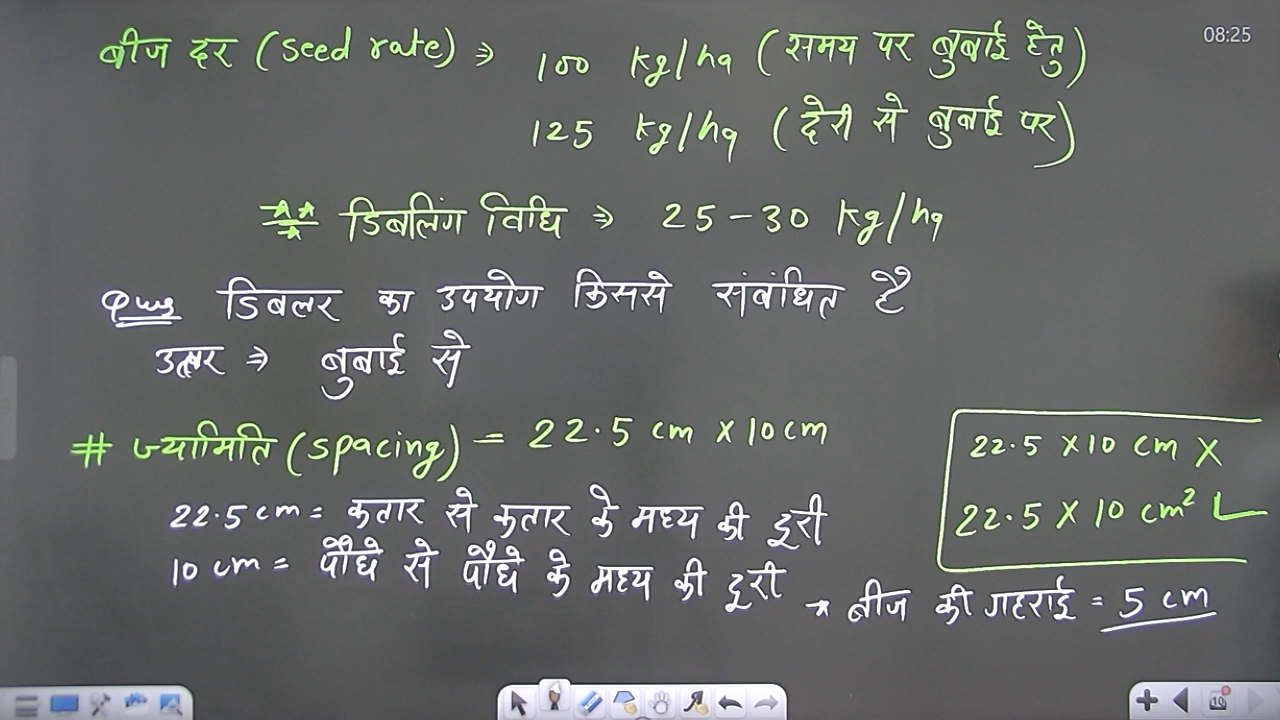 08:25
बीज दर (seed rate) ⇒ 100 kg/ha (समय पर बुबाई हेतु)
125 kg/ha (देरी से बुबाई पर)
डिबलिंग विधि ⇒ 25-30 kg/ha
Ques डिबलर का उपयोग किससे संबंधित है
उत्तर ⇒ बुबाई से
# ज्यामिति (spacing) = 22.5 cm x 10 cm
22.5 cm = कतार से कतार के मध्य की दूरी
10 cm = पौधे से पौधे के मध्य की दूरी
22.5 x 10 cm X
22.5 X 10 cm²
* बीज की गहराई = 5 cm
10